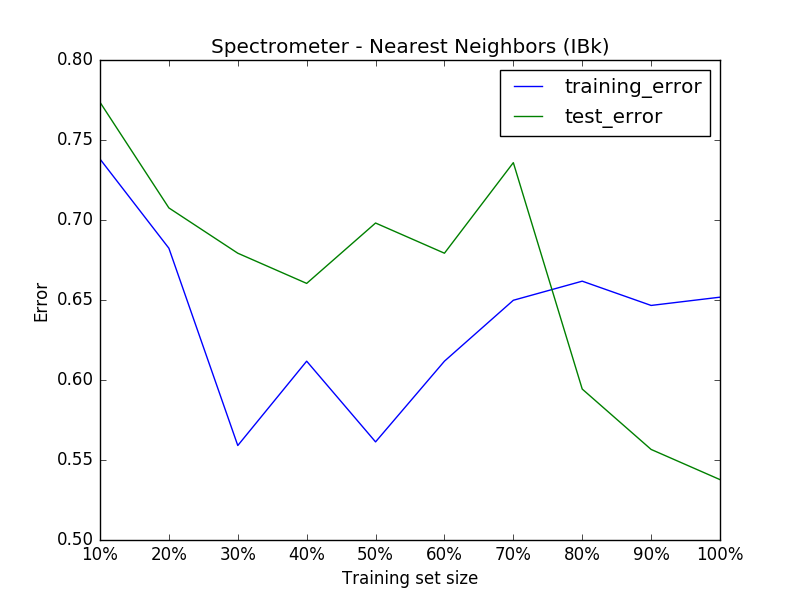 Spectrometer - Nearest Neighbors (IBk)
training_error
test_error
0.80
0.75
0.70
0.65
0.60
0.55
0.50
Error
10% 20% 30% 40% 50% 60% 70% 80% 90% 100%
Training set size